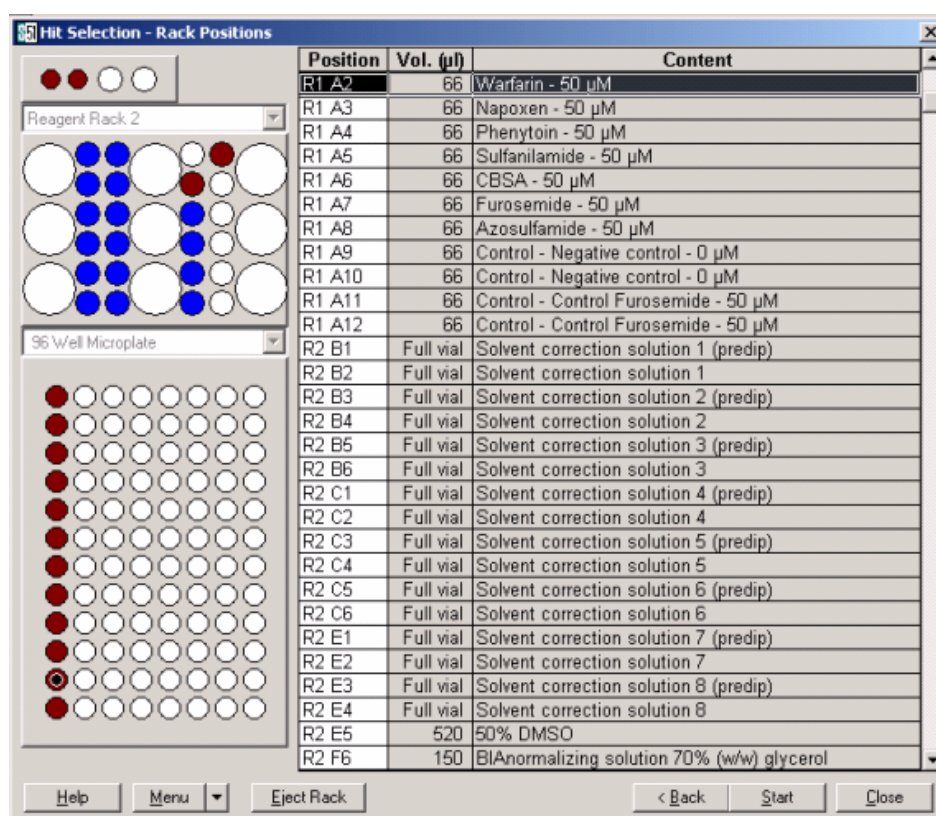 Hit Selection - Rack Positions
Reagent Rack 2
96 Well Microplate
Position Vol. (µl) Content
R1 A2 66 Warfarin - 50 µM
R1 A3 66 Napoxen - 50 µM
R1 A4 66 Phenytoin - 50 µM
R1 A5 66 Sulfanilamide - 50 µM
R1 A6 66 CBSA - 50 µM
R1 A7 66 Furosemide - 50 µM
R1 A8 66 Azosulfamide - 50 µM
R1 A9 66 Control - Negative control - 0 µM
R1 A10 66 Control - Negative control - 0 µM
R1 A11 66 Control - Control Furosemide - 50 µM
R1 A12 66 Control - Control Furosemide - 50 µM
R2 B1 Full vial Solvent correction solution 1 (predip)
R2 B2 Full vial Solvent correction solution 1
R2 B3 Full vial Solvent correction solution 2 (predip)
R2 B4 Full vial Solvent correction solution 2
R2 B5 Full vial Solvent correction solution 3 (predip)
R2 B6 Full vial Solvent correction solution 3
R2 C1 Full vial Solvent correction solution 4 (predip)
R2 C2 Full vial Solvent correction solution 4
R2 C3 Full vial Solvent correction solution 5 (predip)
R2 C4 Full vial Solvent correction solution 5
R2 C5 Full vial Solvent correction solution 6 (predip)
R2 C6 Full vial Solvent correction solution 6
R2 E1 Full vial Solvent correction solution 7 (predip)
R2 E2 Full vial Solvent correction solution 7
R2 E3 Full vial Solvent correction solution 8 (predip)
R2 E4 Full vial Solvent correction solution 8
R2 E5 520 50% DMSO
R2 F6 150 BIAnormalizing solution 70% (w/w) glycerol
Help Menu Eject Rack < Back Start Close